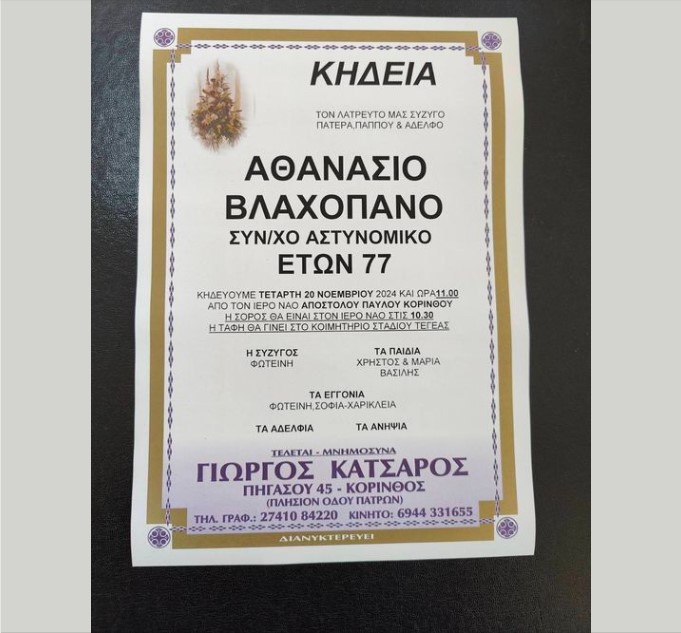 ΚΗΔΕΙΑ
ΤΟΝ ΛΑΤΡΕΥΤΟ ΜΑΣ ΣΥΖΥΓΟ
ΠΑΤΕΡΑ,ΠΑΠΠΟΥ & ΑΔΕΛΦΟ
ΑΘΑΝΑΣΙΟ
ΒΛΑΧΟΠΑΝΟ
ΣΥΝ/ΧΟ ΑΣΤΥΝΟΜΙΚΟ
ΕΤΩΝ 77
ΚΗΔΕΥΟΥΜΕ ΤΕΤΑΡΤΗ 20 ΝΟΕΜΒΡΙΟΥ 2024 ΚΑΙ ΩΡΑ11.00
ΑΠΟ ΤΟΝ ΙΕΡΟ ΝΑΟ ΑΠΟΣΤΟΛΟΥ ΠΑΥΛΟΥ ΚΟΡΙΝΘΟΥ
Η ΣΟΡΟΣ ΘΑ ΕΙΝΑΙ ΣΤΟΝ ΙΕΡΟ ΝΑΟ ΣΤΙΣ 10.30
Η ΤΑΦΗ ΘΑ ΓΙΝΕΙ ΣΤΟ ΚΟΙΜΗΤΗΡΙΟ ΣΤΑΔΙΟΥ ΤΕΓΕΑΣ
Η ΣΥΖΥΓΟΣ
ΦΩΤΕΙΝΗ
ΤΑ ΠΑΙΔΙΑ
ΧΡΗΣΤΟΣ & ΜΑΡΙΑ
ΒΑΣΙΛΗΣ
ΤΑ ΕΓΓΟΝΙΑ
ΦΩΤΕΙΝΗ,ΣΟΦΙΑ-ΧΑΡΙΚΛΕΙΑ
ΤΑ ΑΔΕΛΦΙΑ ΤΑ ΑΝΗΨΙΑ
ΤΕΛΕΤΑΙ - ΜΝΗΜΟΣΥΝΑ
ΓΙΩΡΓΟΣ ΚΑΤΣΑΡΟΣ
ΠΗΓΑΣΟΥ 45 - ΚΟΡΙΝΘΟΣ
(ΠΛΗΣΙΟΝ ΟΔΟΥ ΠΑΤΡΩΝ)
ΤΗΛ. ΓΡΑΦ.: 27410 84220 ΚΙΝΗΤΟ: 6944 331655
ΔΙΑΝΥΚΤΕΡΕΥΕΙ